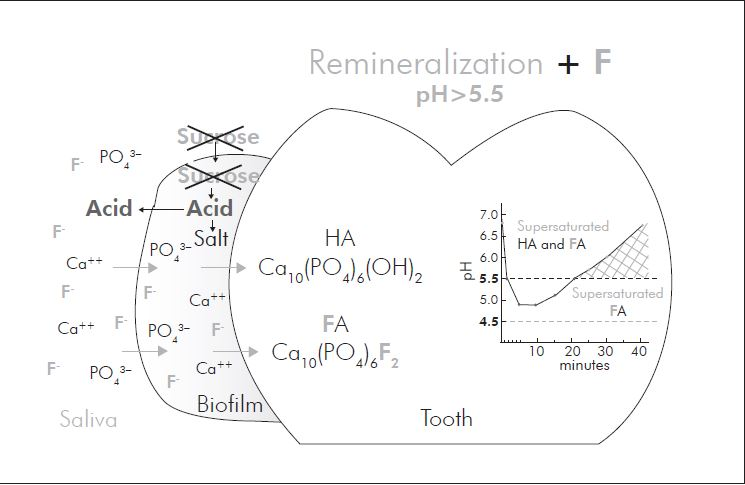 Remineralization + F
pH>5.5
Sucrose
Sucrose
F⁻ PO₄³⁻
Acid Acid
Salt
F⁻
PO₄³⁻
Ca⁺⁺
F⁻ F⁻
Ca⁺⁺
Ca⁺⁺ F⁻ PO₄³⁻ F⁻
F⁻ PO₄³⁻ F⁻ Ca⁺⁺
Saliva
Biofilm
HA
Ca₁₀(PO₄)₆(OH)₂
FA
Ca₁₀(PO₄)₆F₂
Tooth
pH
7.0
6.5
6.0
5.5
5.0
4.5
Supersaturated
HA and FA
Supersaturated
FA
10 20 30 40
minutes